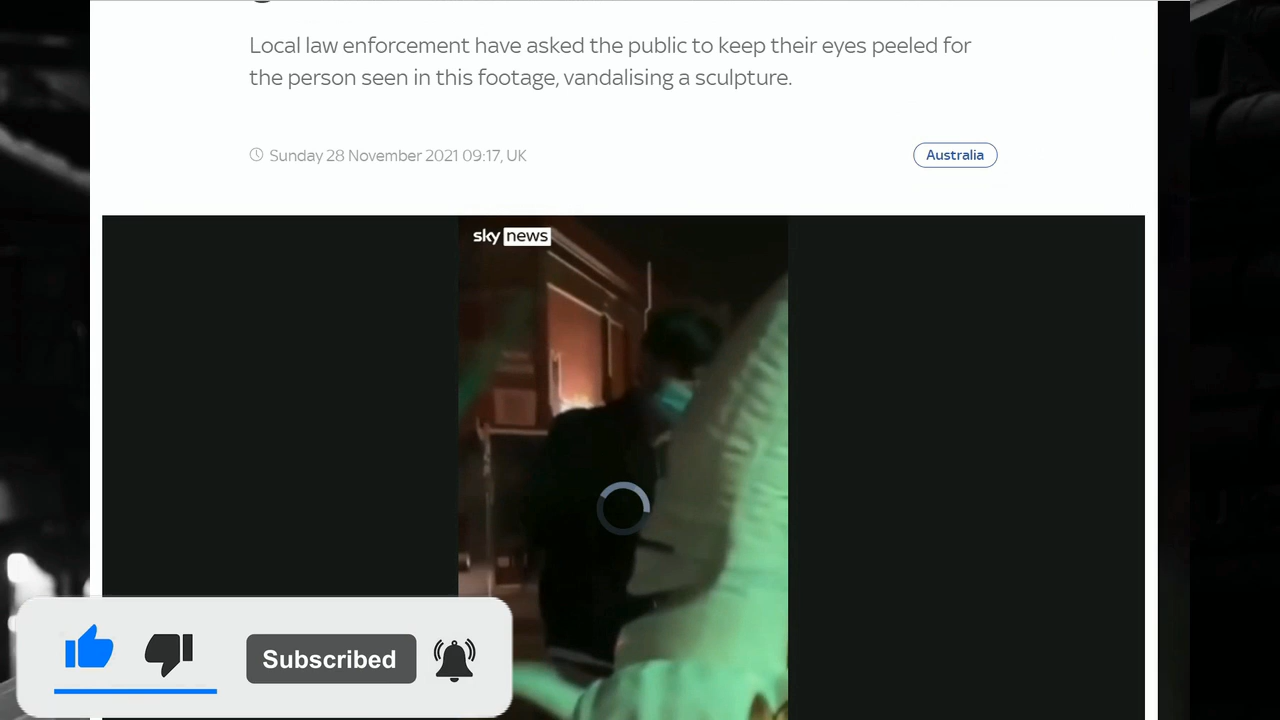 Local law enforcement have asked the public to keep their eyes peeled for
the person seen in this footage, vandalising a sculpture.
Sunday 28 November 2021 09:17, UK
Australia
sky news
Subscribed